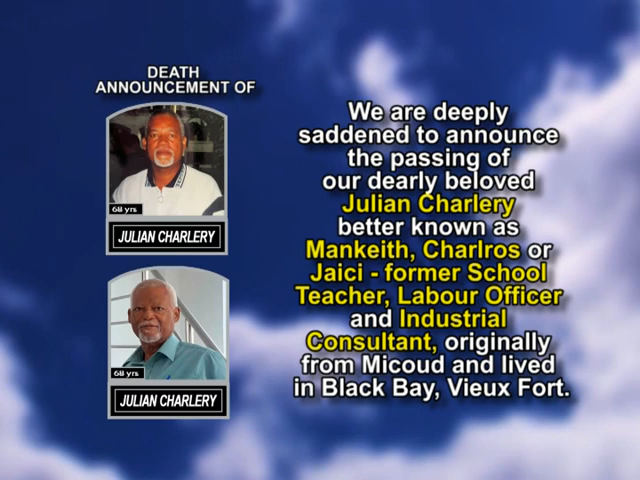 DEATH
ANNOUNCEMENT OF
68 yrs
JULIAN CHARLERY
68 yrs
JULIAN CHARLERY
We are deeply
saddened to announce
the passing of
our dearly beloved
Julian Charlery
better known as
Mankeith, Charlros or
Jaici - former School
Teacher, Labour Officer
and Industrial
Consultant, originally
from Micoud and lived
in Black Bay, Vieux Fort.